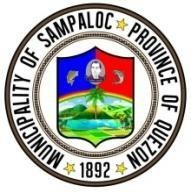 MUNICIPALITY OF SAMPALOC
PROVINCE OF QUEZON
1892